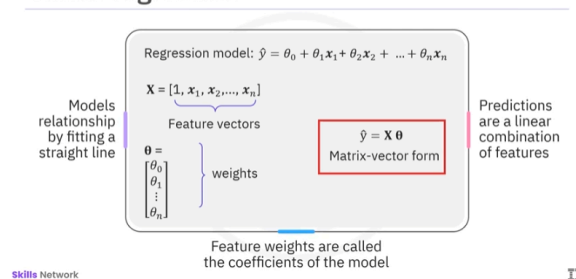 Regression model: ŷ = θ₀ + θ₁x₁ + θ₂x₂ + … + θₙxₙ
X = [1, x₁, x₂,…, xₙ]
Feature vectors
Models
relationship
by fitting a
straight line
θ =
[θ₀
θ₁
⋮
θₙ]
weights
ŷ = X θ
Matrix-vector form
Predictions
are a linear
combination
of features
Feature weights are called
the coefficients of the model
Skills Network